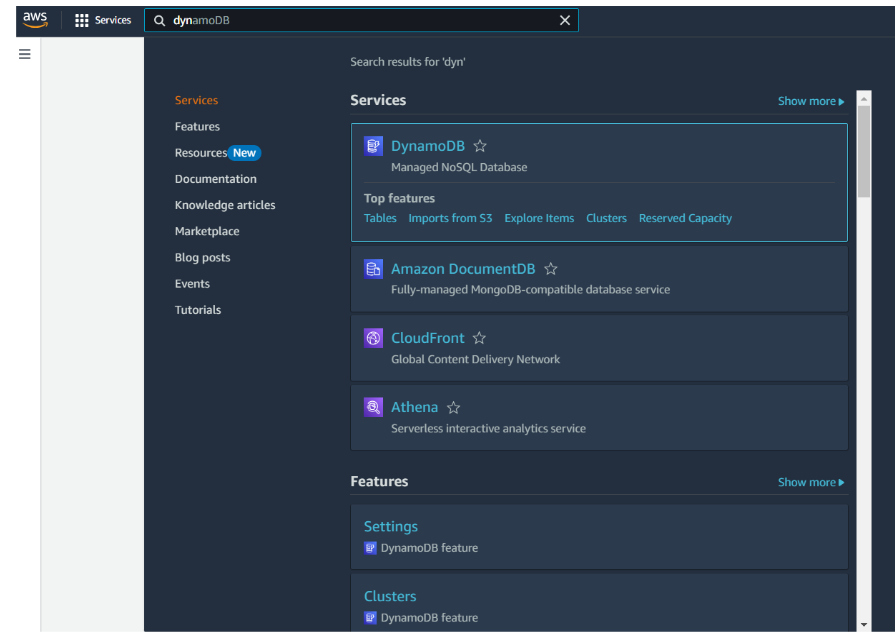 aws
Services
dynamoDB
Search results for 'dyn'
Services
Features
Resources New
Documentation
Knowledge articles
Marketplace
Blog posts
Events
Tutorials
Services
Show more
DynamoDB
Managed NoSQL Database
Top features
Tables Imports from S3 Explore Items Clusters Reserved Capacity
Amazon DocumentDB
Fully-managed MongoDB-compatible database service
CloudFront
Global Content Delivery Network
Athena
Serverless interactive analytics service
Features
Show more
Settings
DynamoDB feature
Clusters
DynamoDB feature